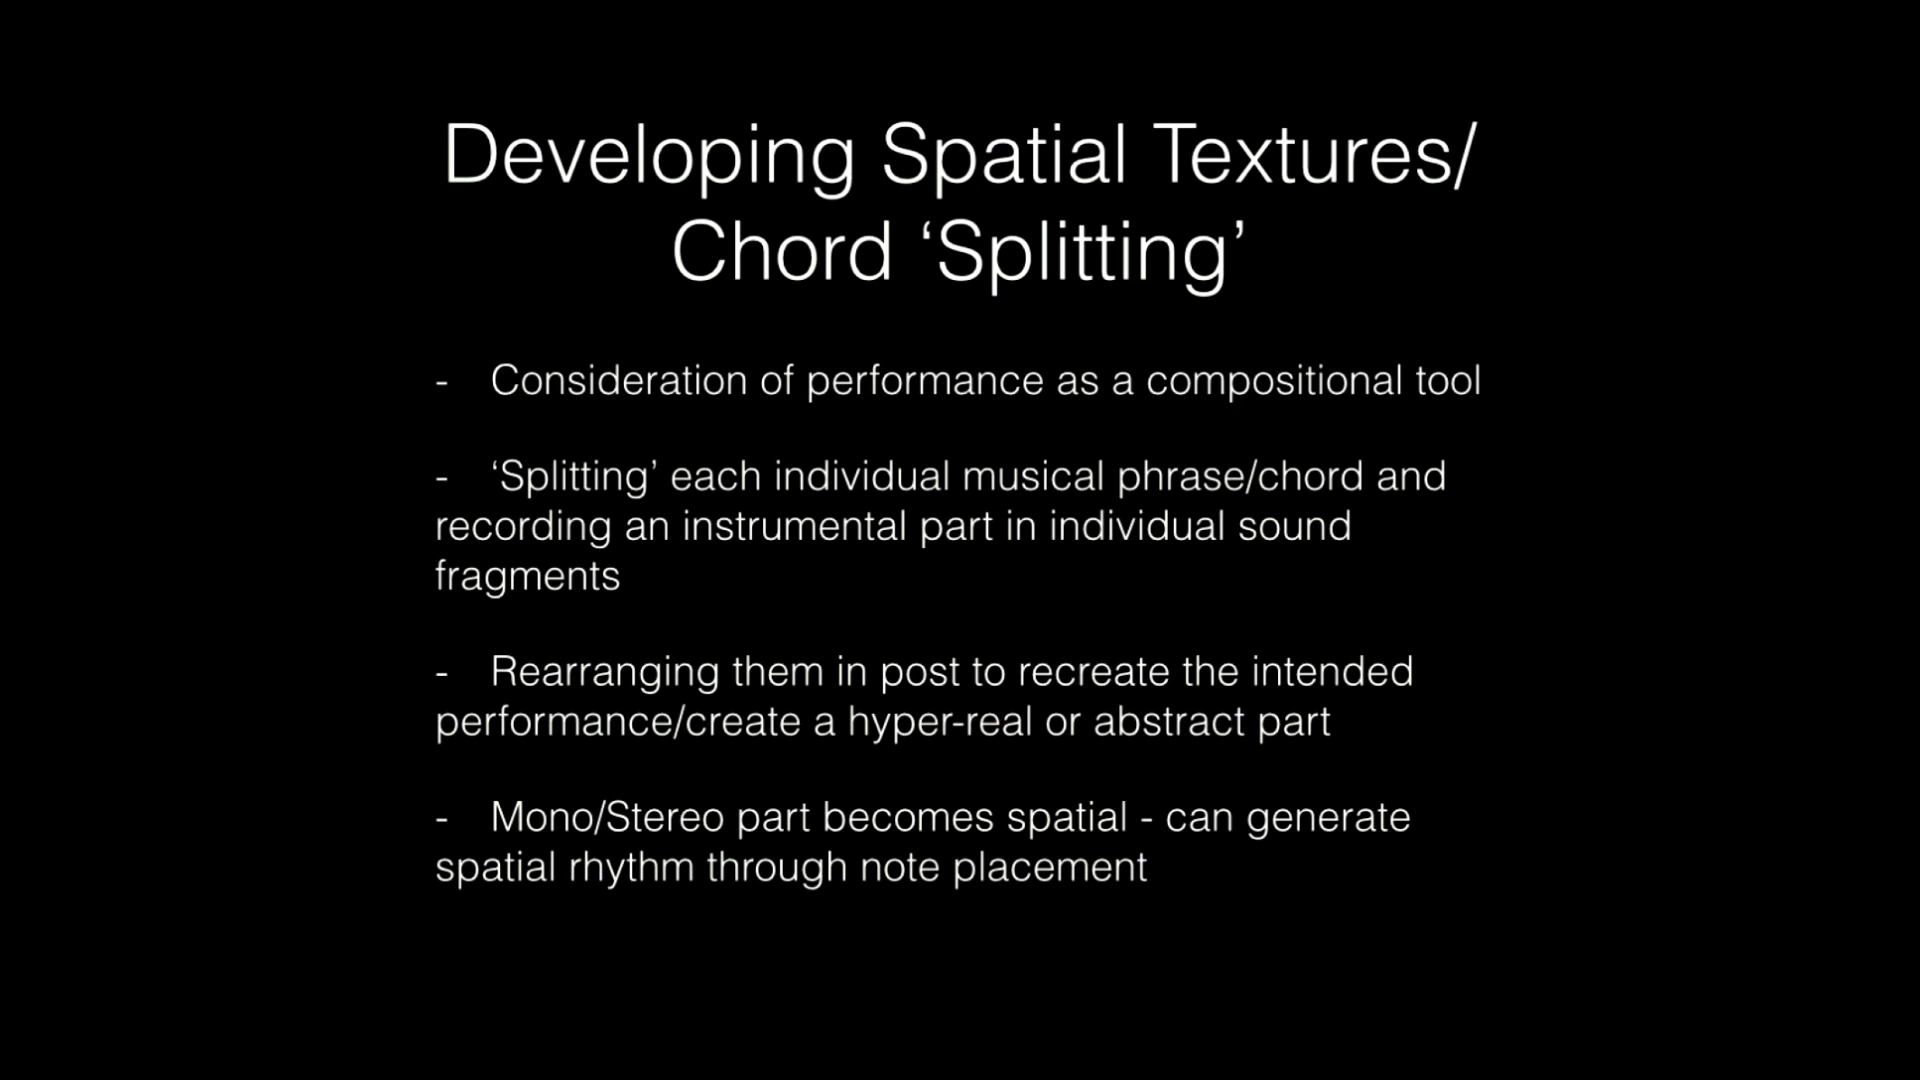 Developing Spatial Textures/
Chord ‘Splitting’
- Consideration of performance as a compositional tool
- ‘Splitting’ each individual musical phrase/chord and
recording an instrumental part in individual sound
fragments
- Rearranging them in post to recreate the intended
performance/create a hyper-real or abstract part
- Mono/Stereo part becomes spatial - can generate
spatial rhythm through note placement